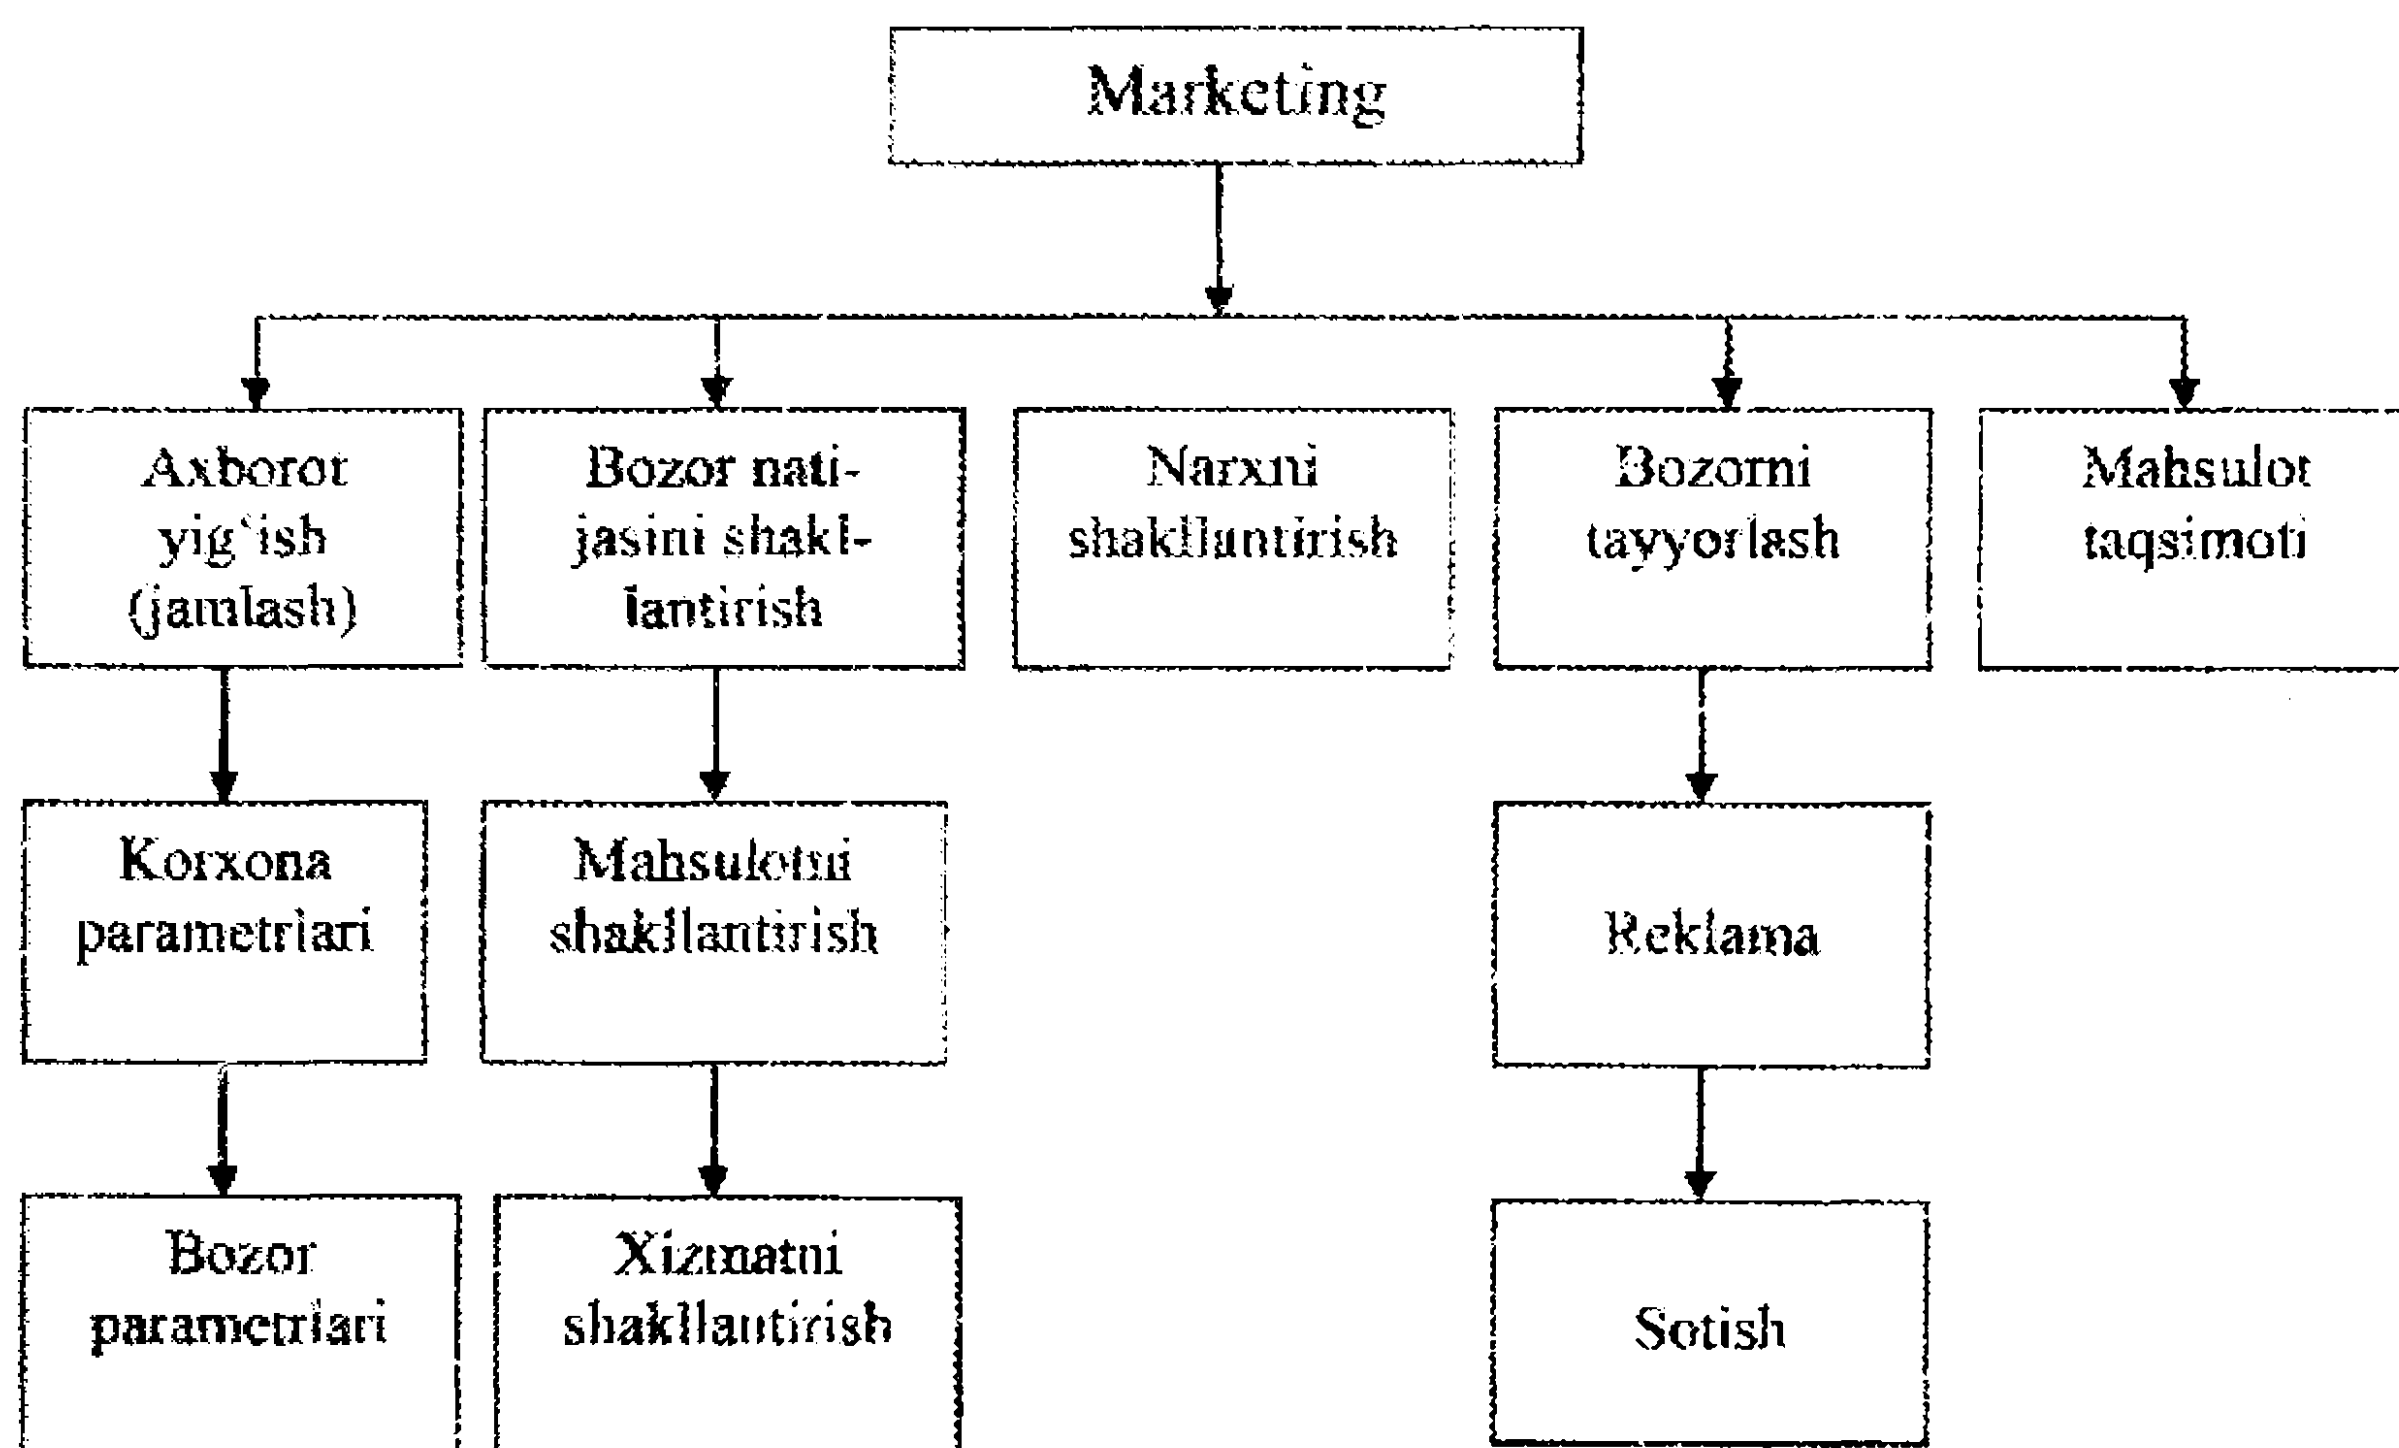 Marketing
Axborot
yig‘ish
(jamlash)
Bozor nati-
jasini shakl-
lantirish
Narxni
shakllantirish
Bozorni
tayyorlash
Mahsulot
taqsimoti
Korxona
parametrlari
Mahsulotni
shakllantirish
Reklama
Bozor
parametrlari
Xizmatni
shakllantirish
Sotish